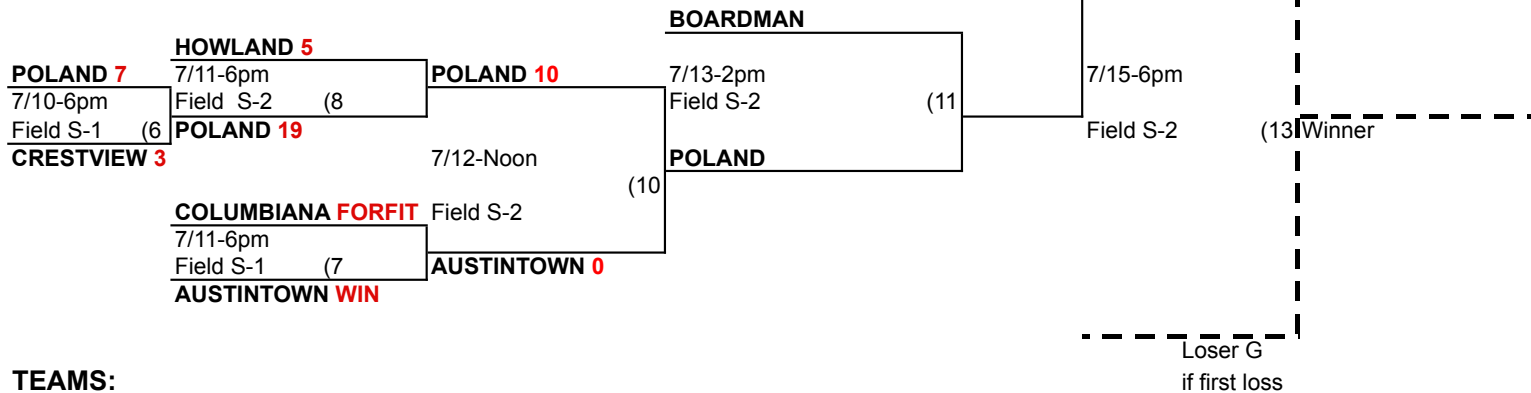 BOARDMAN
HOWLAND 5
POLAND 7 7/11-6pm POLAND 10 7/13-2pm 7/15-6pm
7/10-6pm Field S-2 (8 Field S-2 (11
Field S-1 (6 POLAND 19 Field S-2 (13 Winner
CRESTVIEW 3 7/12-Noon POLAND
(10
COLUMBIANA FORFIT Field S-2
7/11-6pm
Field S-1 (7 AUSTINTOWN 0
AUSTINTOWN WIN
Loser G
TEAMS: if first loss